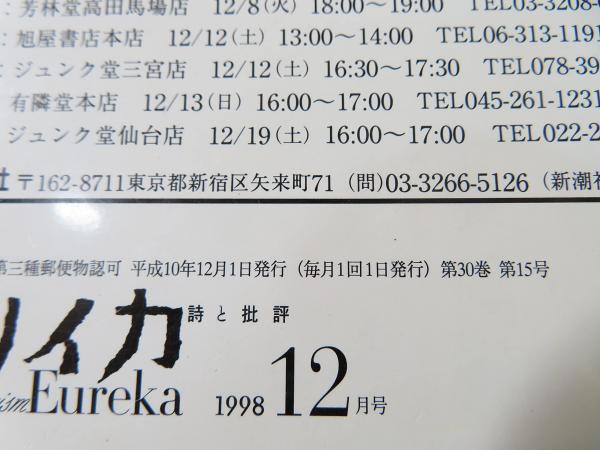 : 芳林堂高田馬場店 12/8(火) 18:00〜19:00 TEL03-3208-
: 旭屋書店本店 12/12(土) 13:00〜14:00 TEL06-313-1191
: ジュンク堂三宮店 12/12(土) 16:30〜17:30 TEL078-39
有隣堂本店 12/13(日) 16:00〜17:00 TEL045-261-1231
ジュンク堂仙台店 12/19(土) 16:00〜17:00 TEL022-2
社 〒162-8711東京都新宿区矢来町71 (問)03-3266-5126 (新潮社
第三種郵便物認可 平成10年12月1日発行 (毎月1回1日発行) 第30巻 第15号
リイカ 詩と批評
ism Eureka 1998 12月号